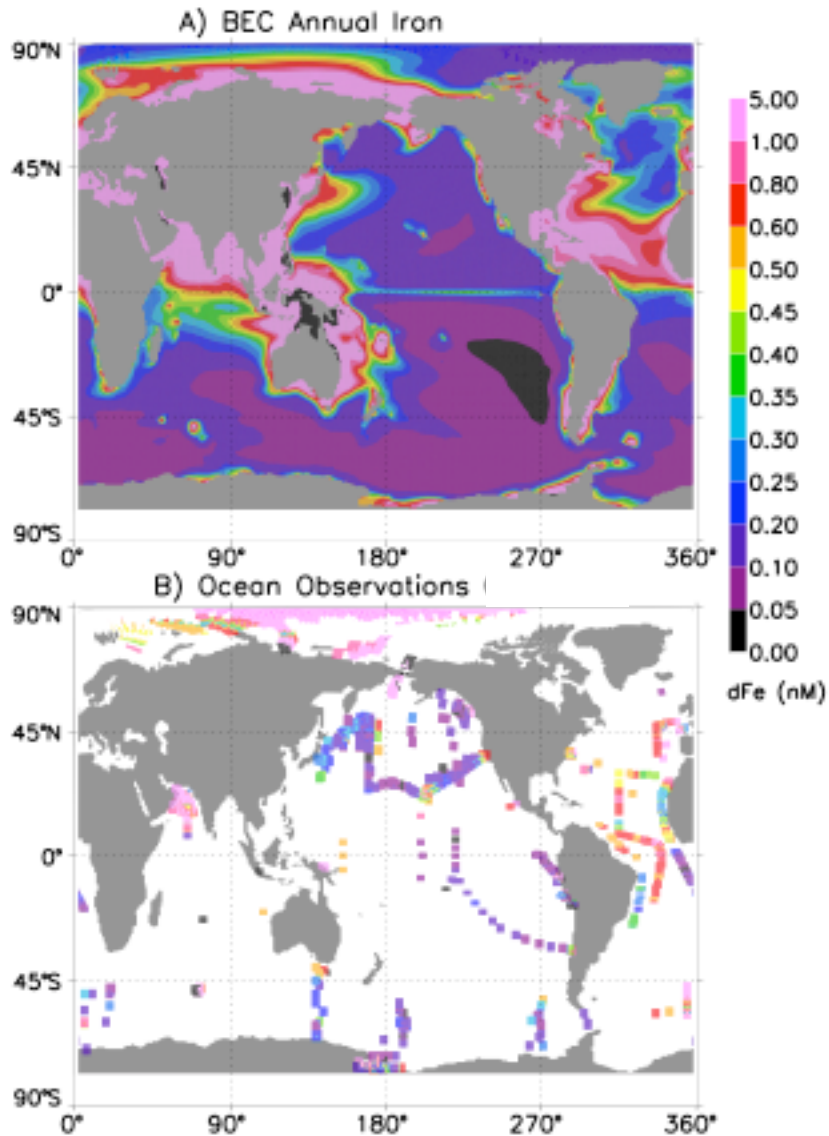 A) BEC Annual Iron
90°N
45°N
0°
45°S
90°S
0° 90° 180° 270° 360°
5.00
1.00
0.80
0.60
0.50
0.45
0.40
0.35
0.30
0.25
0.20
0.10
0.05
0.00
dFe (nM)
B) Ocean Observations (
90°N
45°N
0°
45°S
90°S
0° 90° 180° 270° 360°